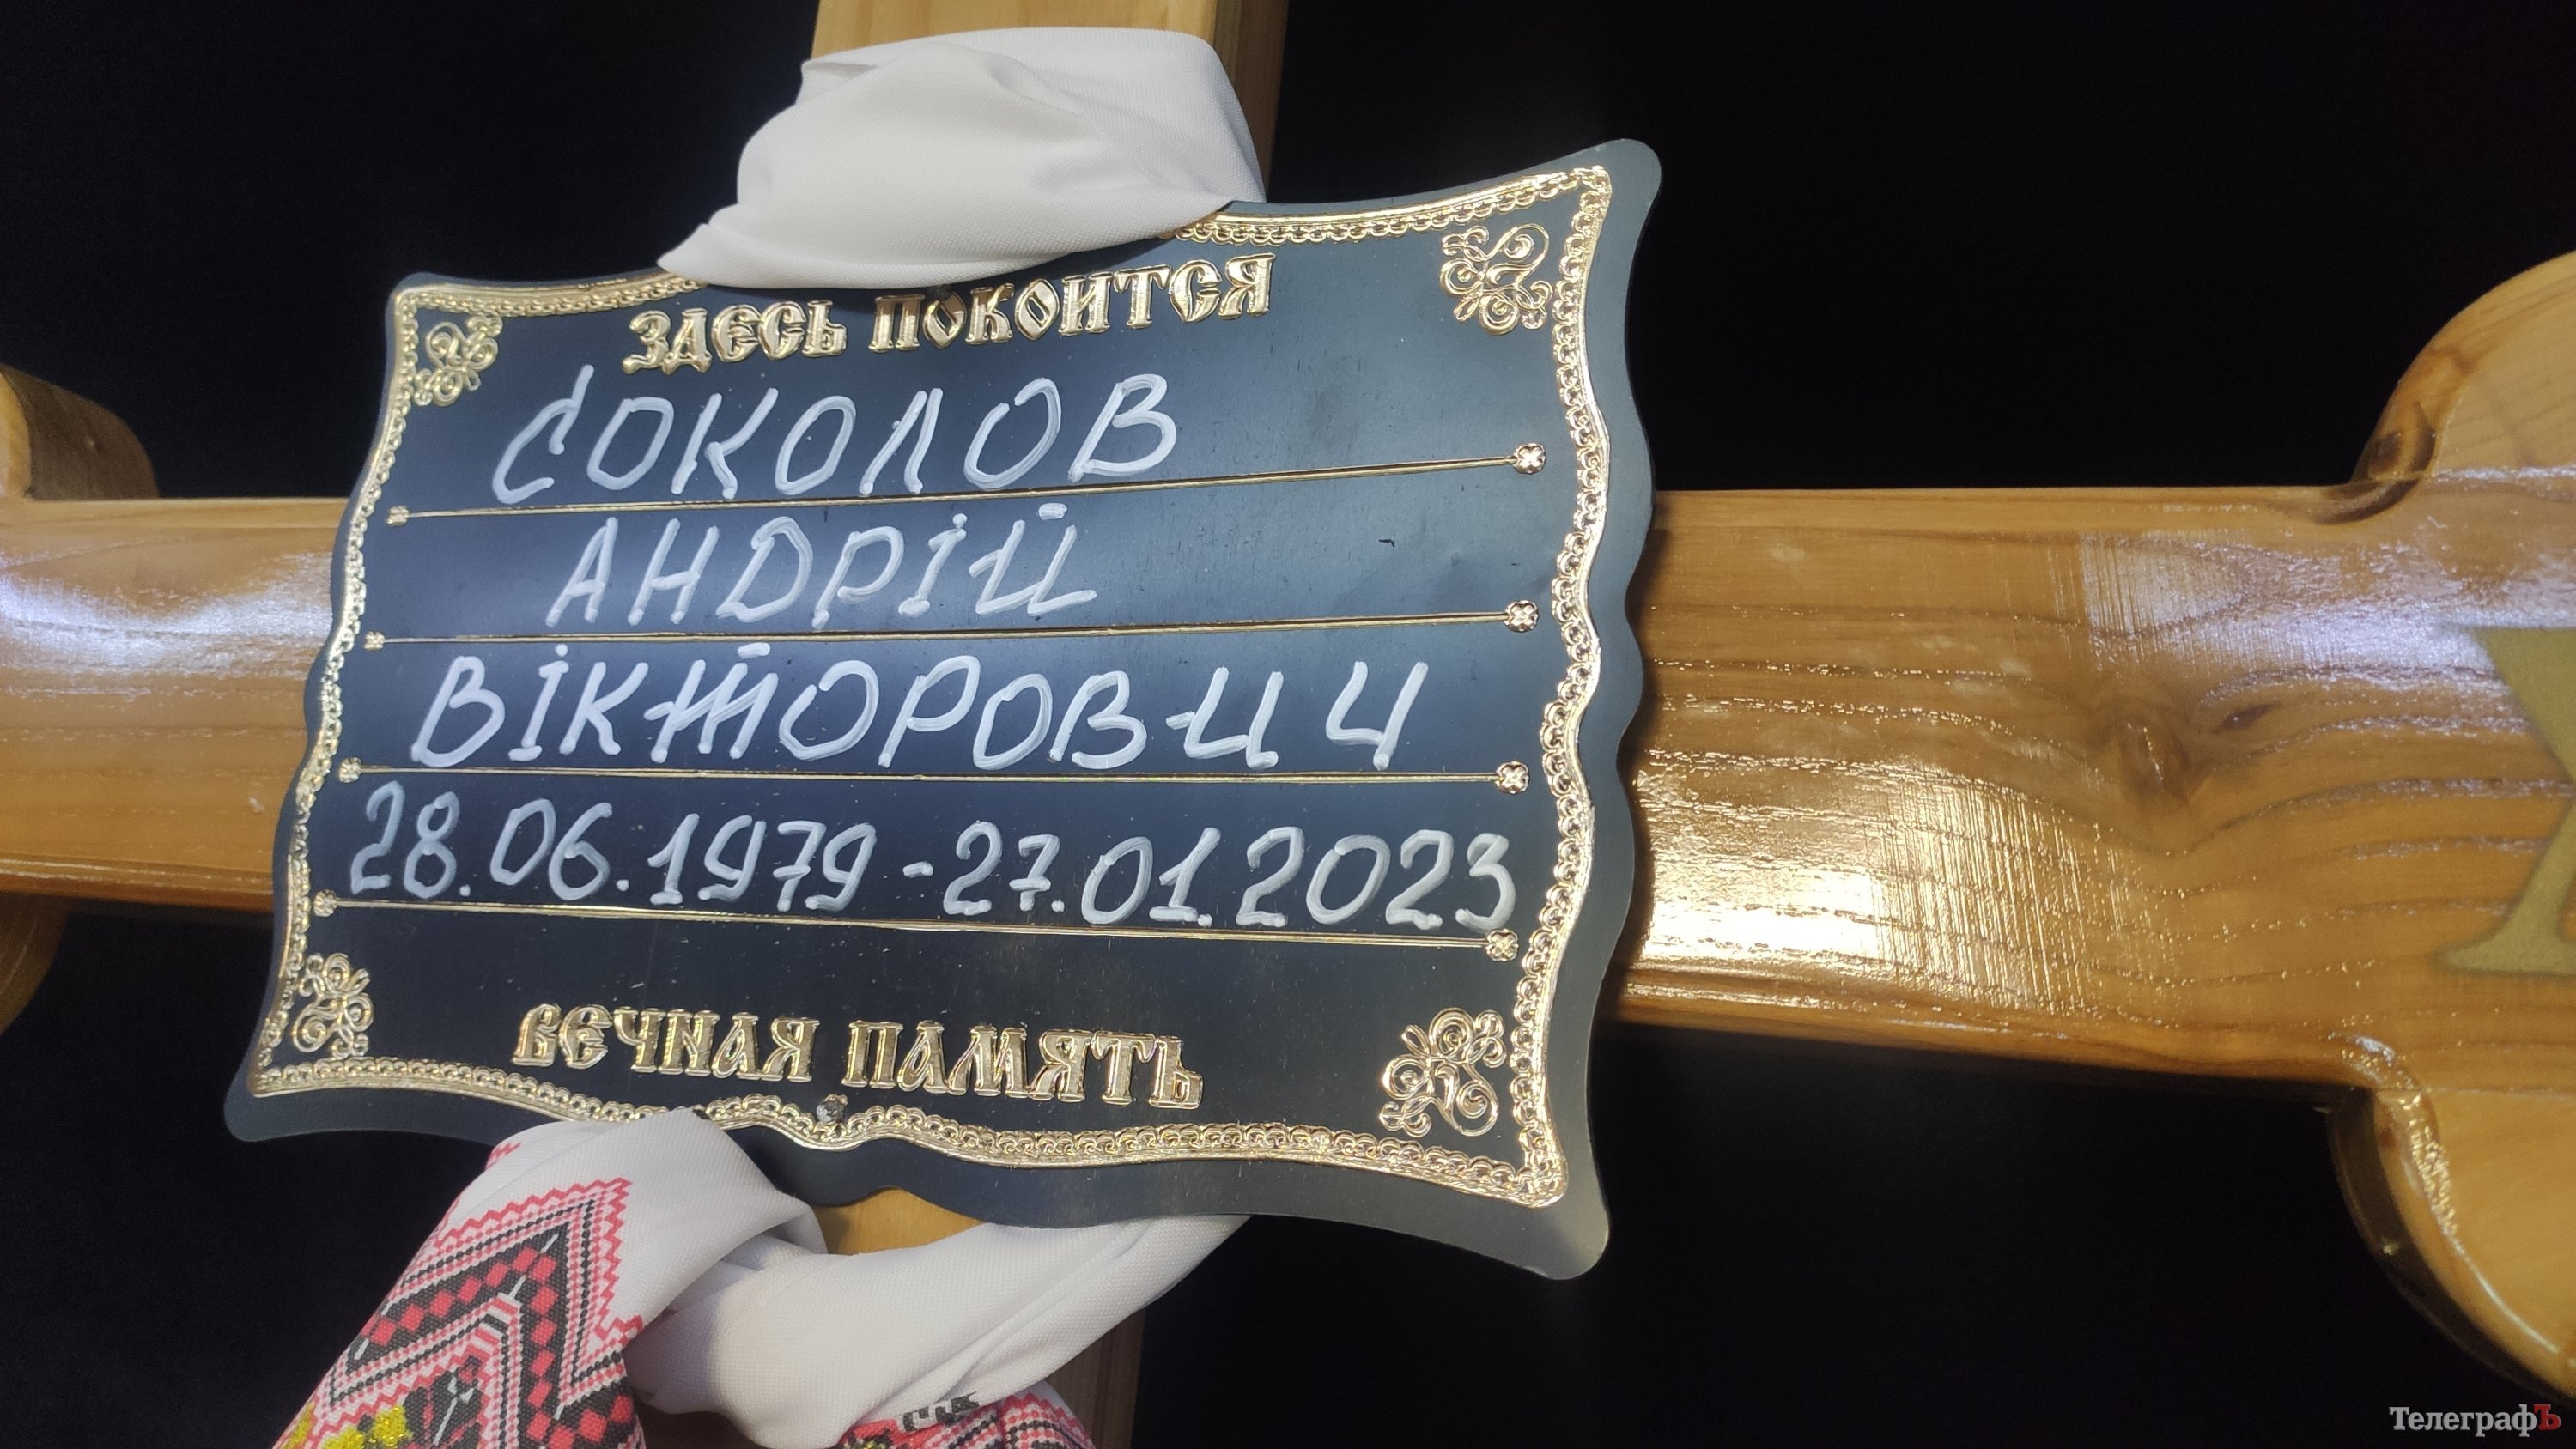 ЗДЕСЬ ПОКОИТСЯ
СОКОЛОВ
АНДРІЙ
ВІКТОРОВИЧ
28.06.1979-27.01.2023
ВЕЧНАЯ ПАМЯТЬ
ТелеграфЪ